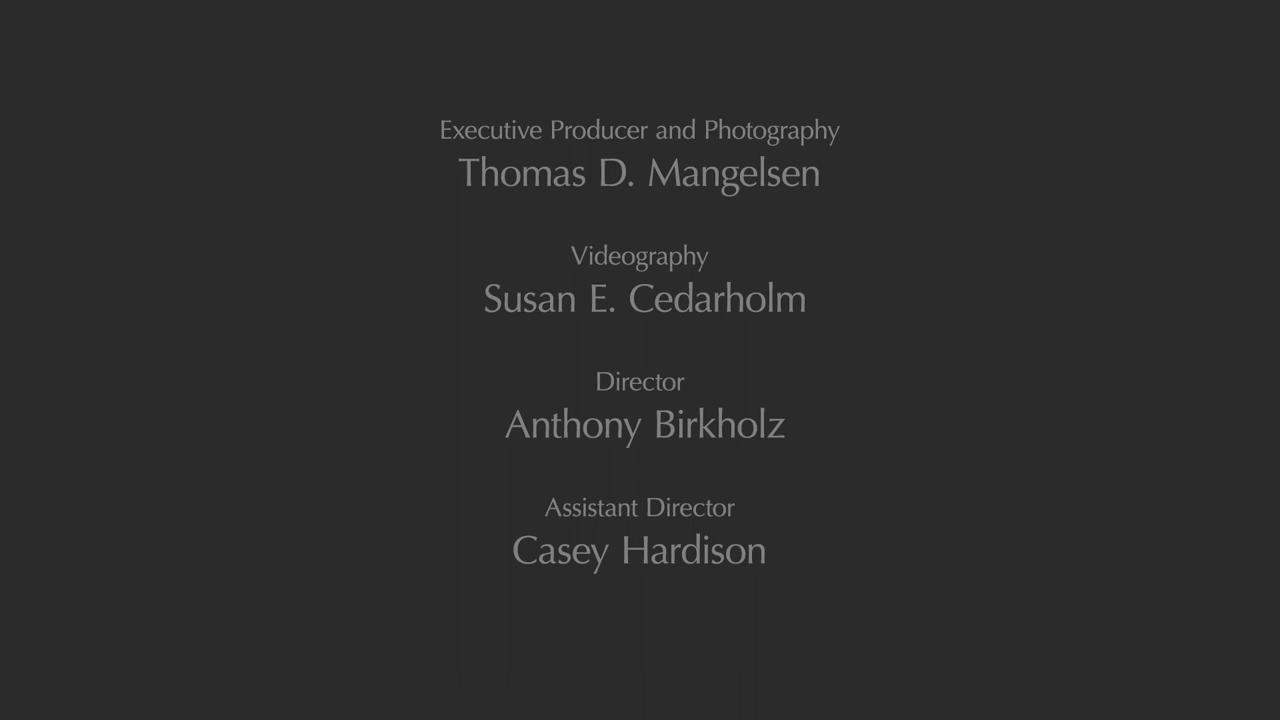 Executive Producer and Photography
Thomas D. Mangelsen
Videography
Susan E. Cedarholm
Director
Anthony Birkholz
Assistant Director
Casey Hardison